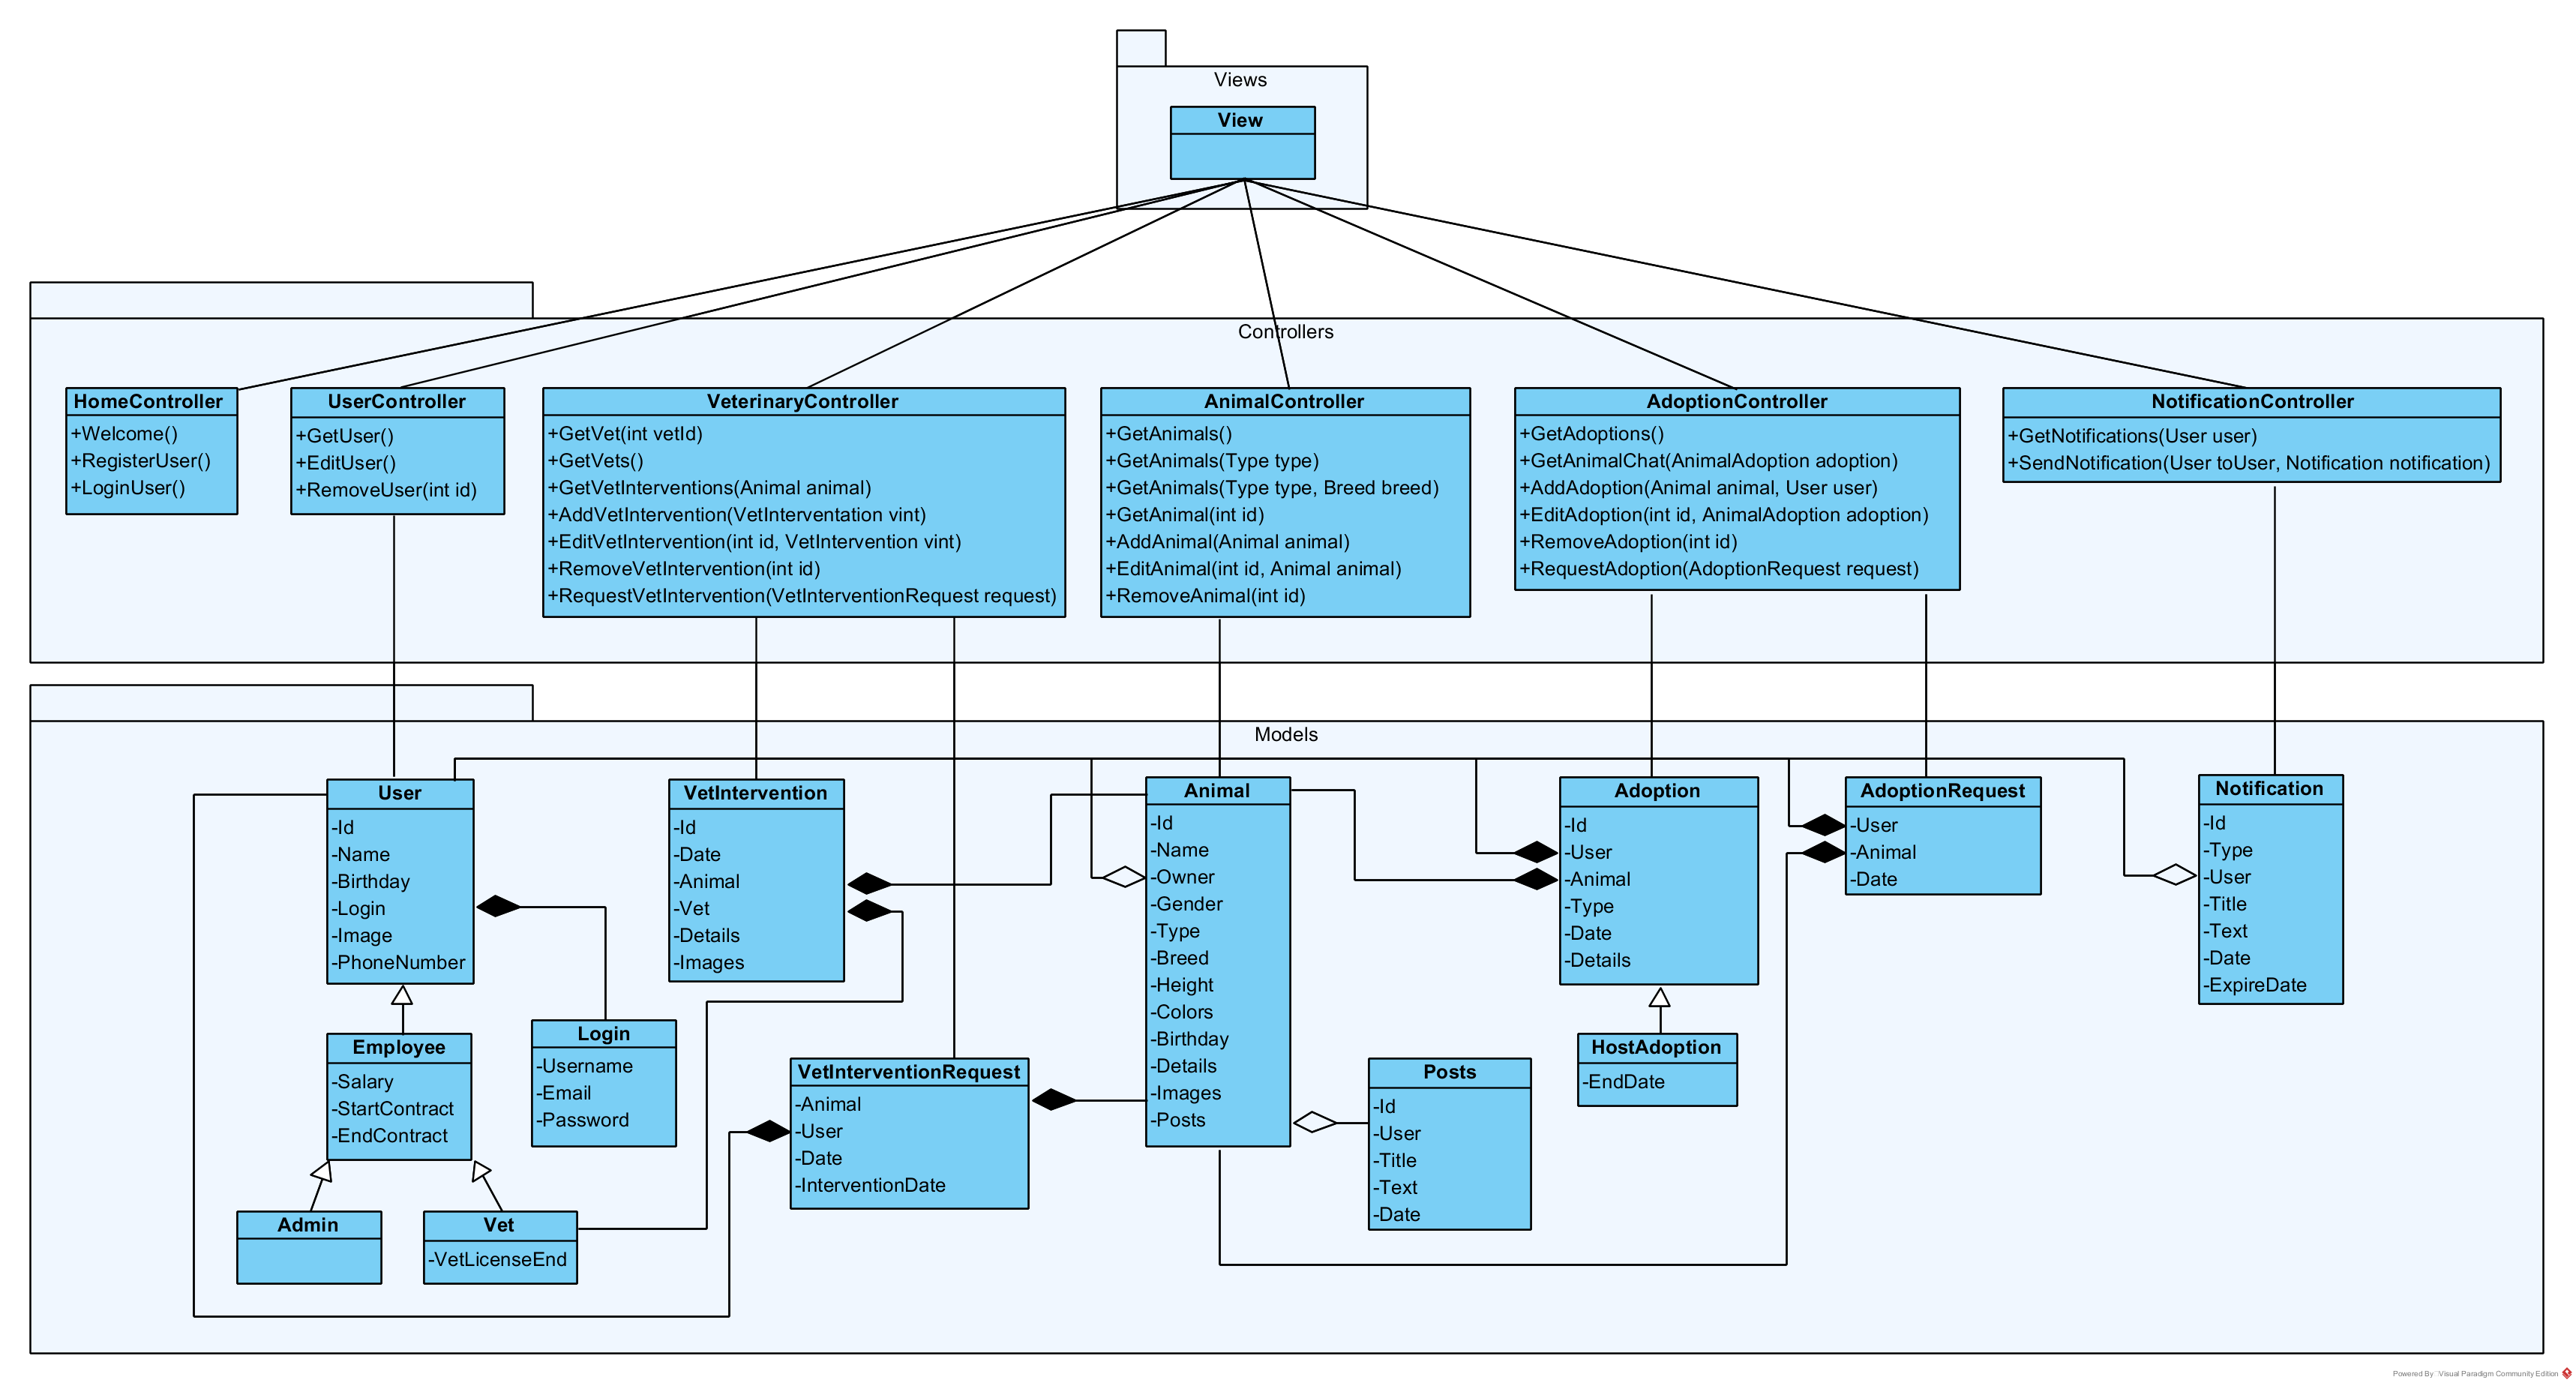 Views
View
Controllers
HomeController
+Welcome()
+RegisterUser()
+LoginUser()
UserController
+GetUser()
+EditUser()
+RemoveUser(int id)
VeterinaryController
+GetVet(int vetId)
+GetVets()
+GetVetInterventions(Animal animal)
+AddVetIntervention(VetInterventation vint)
+EditVetIntervention(int id, VetIntervention vint)
+RemoveVetIntervention(int id)
+RequestVetIntervention(VetInterventionRequest request)
AnimalController
+GetAnimals()
+GetAnimals(Type type)
+GetAnimals(Type type, Breed breed)
+GetAnimal(int id)
+AddAnimal(Animal animal)
+EditAnimal(int id, Animal animal)
+RemoveAnimal(int id)
AdoptionController
+GetAdoptions()
+GetAnimalChat(AnimalAdoption adoption)
+AddAdoption(Animal animal, User user)
+EditAdoption(int id, AnimalAdoption adoption)
+RemoveAdoption(int id)
+RequestAdoption(AdoptionRequest request)
NotificationController
+GetNotifications(User user)
+SendNotification(User toUser, Notification notification)
Models
User
-Id
-Name
-Birthday
-Login
-Image
-PhoneNumber
VetIntervention
-Id
-Date
-Animal
-Vet
-Details
-Images
Animal
-Id
-Name
-Owner
-Gender
-Type
-Breed
-Height
-Colors
-Birthday
-Details
-Images
-Posts
Adoption
-Id
-User
-Animal
-Type
-Date
-Details
AdoptionRequest
-User
-Animal
-Date
Notification
-Id
-Type
-User
-Title
-Text
-Date
-ExpireDate
Employee
-Salary
-StartContract
-EndContract
Login
-Username
-Email
-Password
VetInterventionRequest
-Animal
-User
-Date
-InterventionDate
Posts
-Id
-User
-Title
-Text
-Date
HostAdoption
-EndDate
Admin
Vet
-VetLicenseEnd
Powered By Visual Paradigm Community Edition